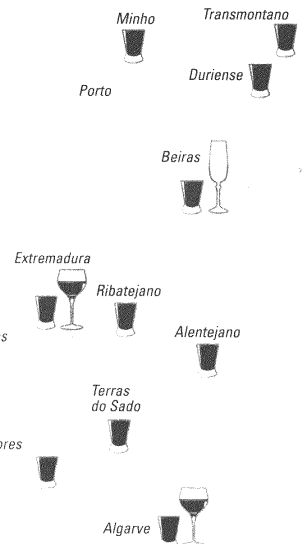 Minho
Transmontano
Duriense
Porto
Beiras
Extremadura
Ribatejano
Alentejano
Terras
do Sado
Algarve